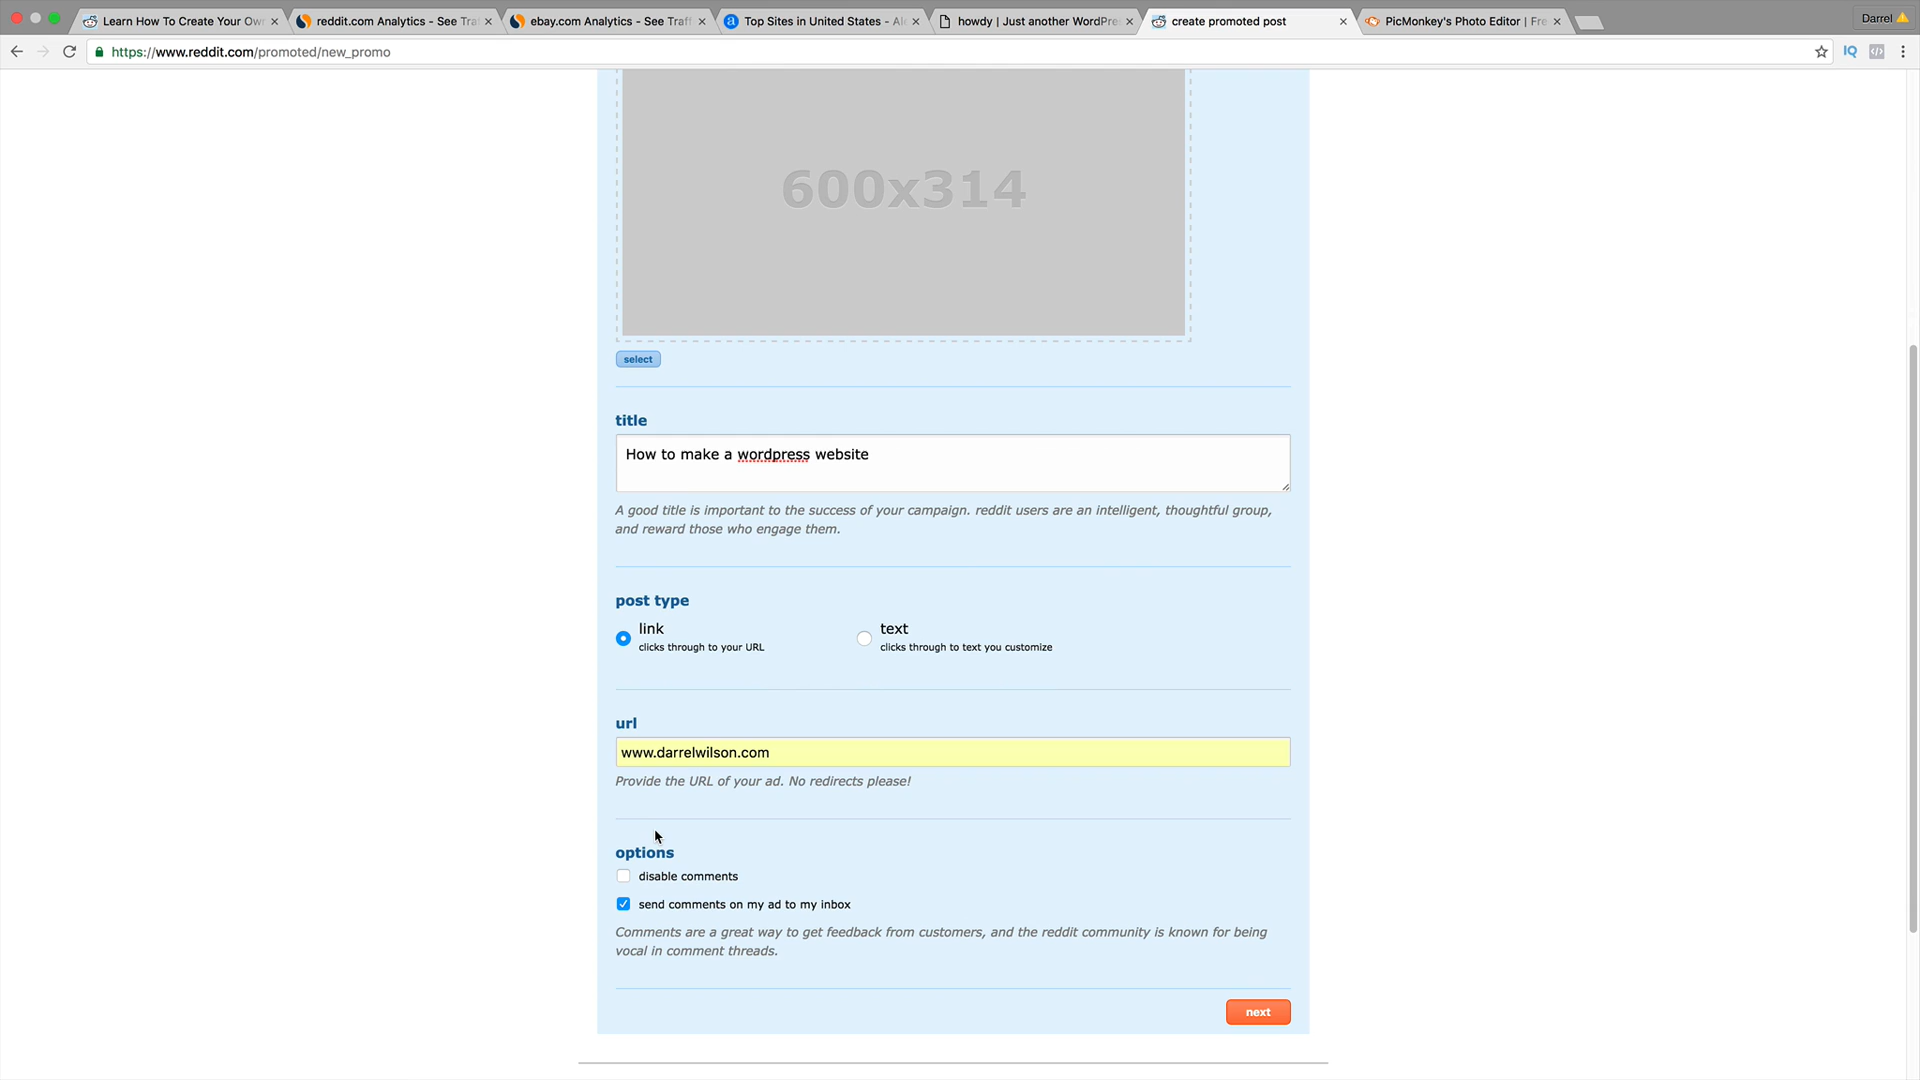 Learn How To Create Your Own
reddit.com Analytics - See Traf
ebay.com Analytics - See Traff
Top Sites in United States - Ale
howdy | Just another WordPre
create promoted post
PicMonkey's Photo Editor | Fre
Darrel
https://www.reddit.com/promoted/new_promo
IQ
600x314
select
title
How to make a wordpress website
A good title is important to the success of your campaign. reddit users are an intelligent, thoughtful group,
and reward those who engage them.
post type
link
clicks through to your URL
text
clicks through to text you customize
url
www.darrelwilson.com
Provide the URL of your ad. No redirects please!
options
disable comments
send comments on my ad to my inbox
Comments are a great way to get feedback from customers, and the reddit community is known for being
vocal in comment threads.
next